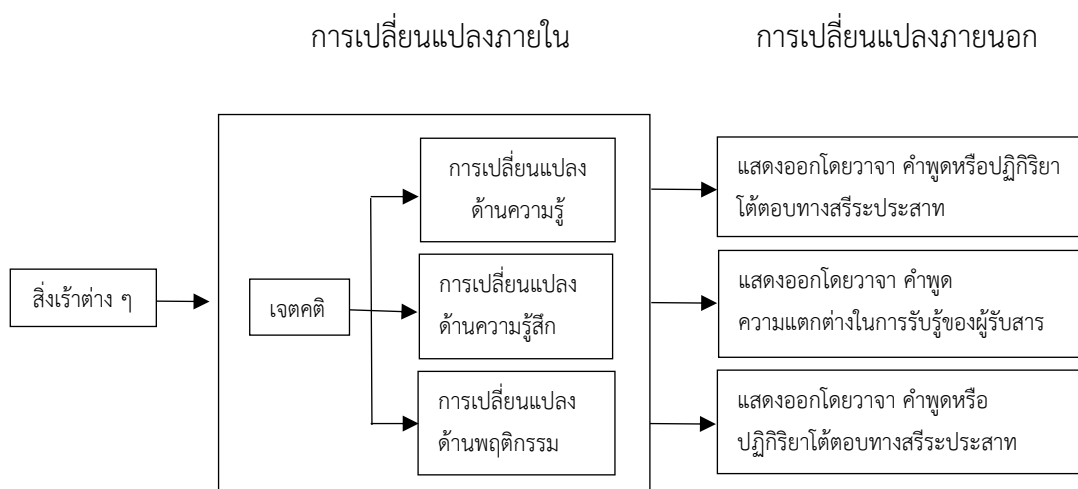 การเปลี่ยนแปลงภายใน
การเปลี่ยนแปลงภายนอก
สิ่งเร้าต่าง ๆ
เจตคติ
การเปลี่ยนแปลง
ด้านความรู้
การเปลี่ยนแปลง
ด้านความรู้สึก
การเปลี่ยนแปลง
ด้านพฤติกรรม
แสดงออกโดยวาจา คำพูดหรือปฏิกิริยา
โต้ตอบทางสรีระประสาท
แสดงออกโดยวาจา คำพูด
ความแตกต่างในการรับรู้ของผู้รับสาร
แสดงออกโดยวาจา คำพูดหรือ
ปฏิกิริยาโต้ตอบทางสรีระประสาท